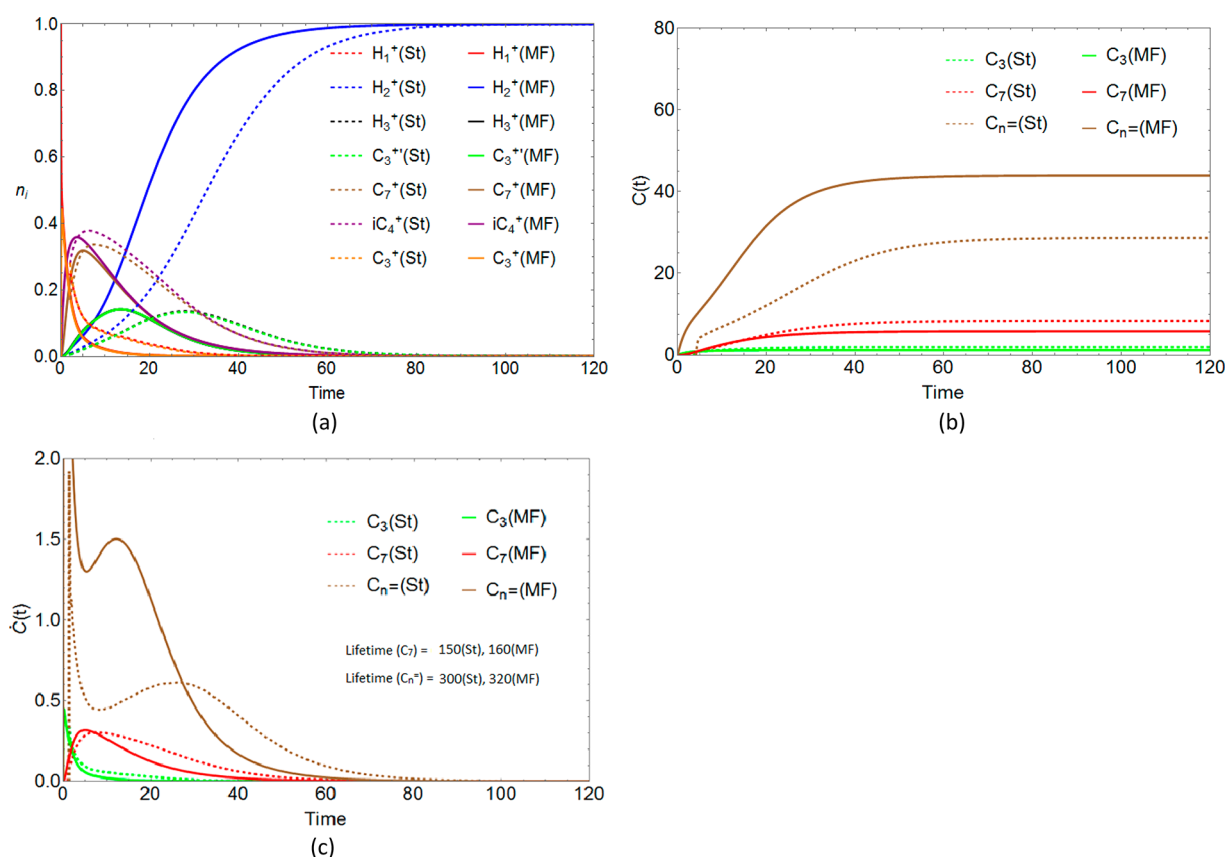 1.0
0.8
0.6
0.4
0.2
0.0
n_i
H₁⁺(St) H₁⁺(MF)
H₂⁺(St) H₂⁺(MF)
H₃⁺(St) H₃⁺(MF)
C₃⁺'(St) C₃⁺'(MF)
C₇⁺(St) C₇⁺(MF)
iC₄⁺(St) iC₄⁺(MF)
C₃⁺(St) C₃⁺(MF)
0 20 40 60 80 100 120
Time
(a)
80
60
40
20
0
C(t)
C₃(St) C₃(MF)
C₇(St) C₇(MF)
Cₙ=(St) Cₙ=(MF)
0 20 40 60 80 100 120
Time
(b)
2.0
1.5
1.0
0.5
0.0
Ċ(t)
C₃(St) C₃(MF)
C₇(St) C₇(MF)
Cₙ=(St) Cₙ=(MF)
Lifetime (C₇) = 150(St), 160(MF)
Lifetime (Cₙ⁼) = 300(St), 320(MF)
0 20 40 60 80 100 120
Time
(c)